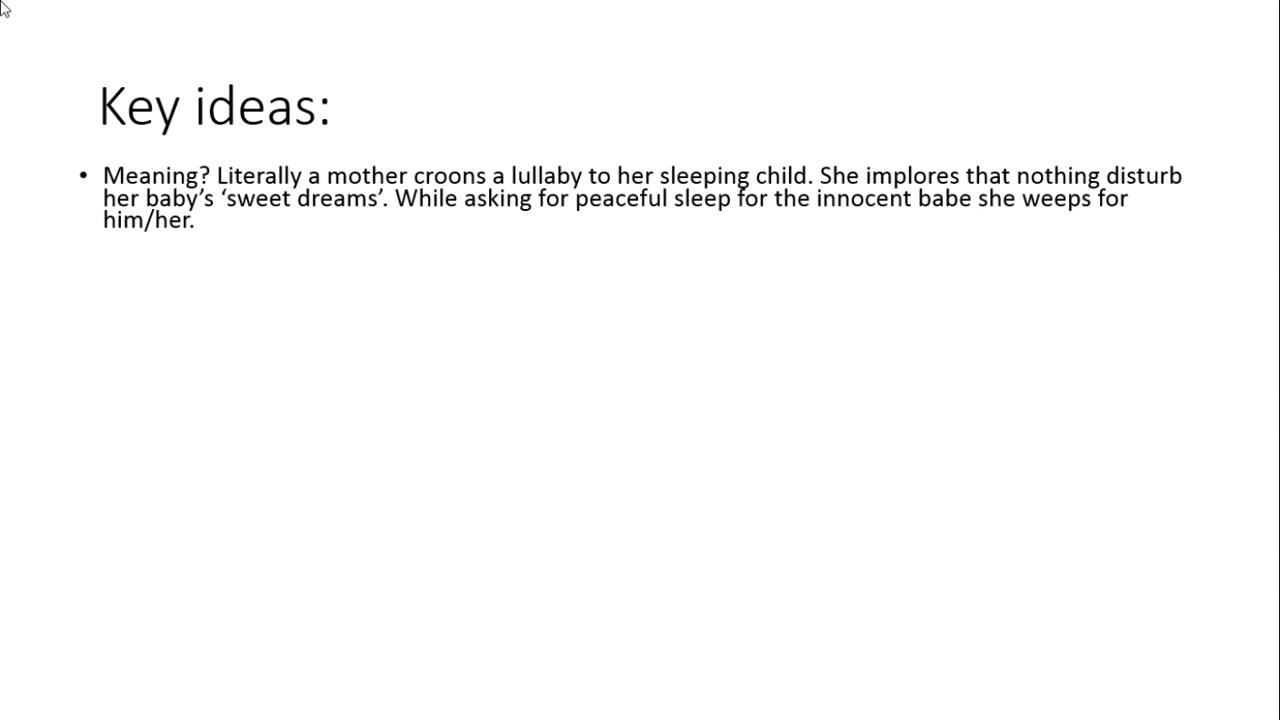 Key ideas:
• Meaning? Literally a mother croons a lullaby to her sleeping child. She implores that nothing disturb
her baby’s ‘sweet dreams’. While asking for peaceful sleep for the innocent babe she weeps for
him/her.